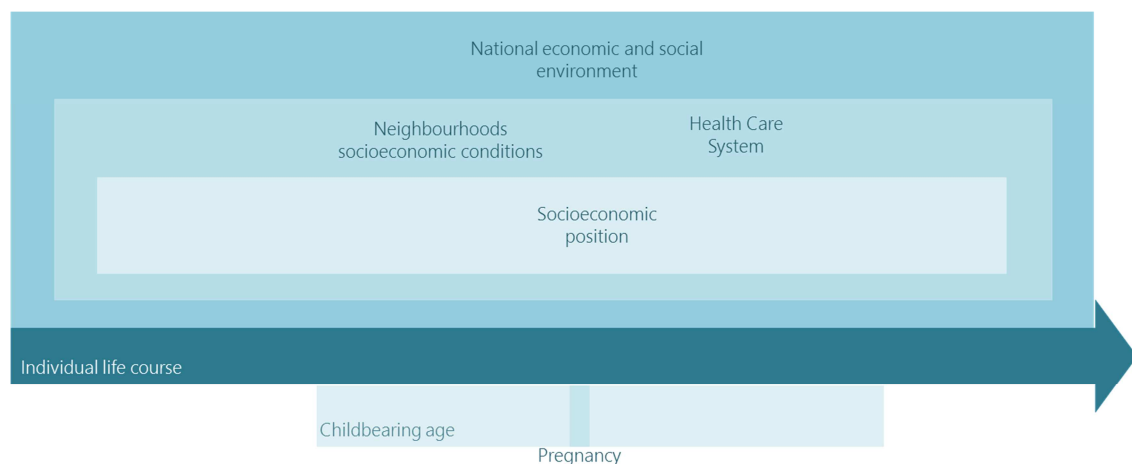 National economic and social
environment
Neighbourhoods
socioeconomic conditions
Health Care
System
Socioeconomic
position
Individual life course
Childbearing age
Pregnancy